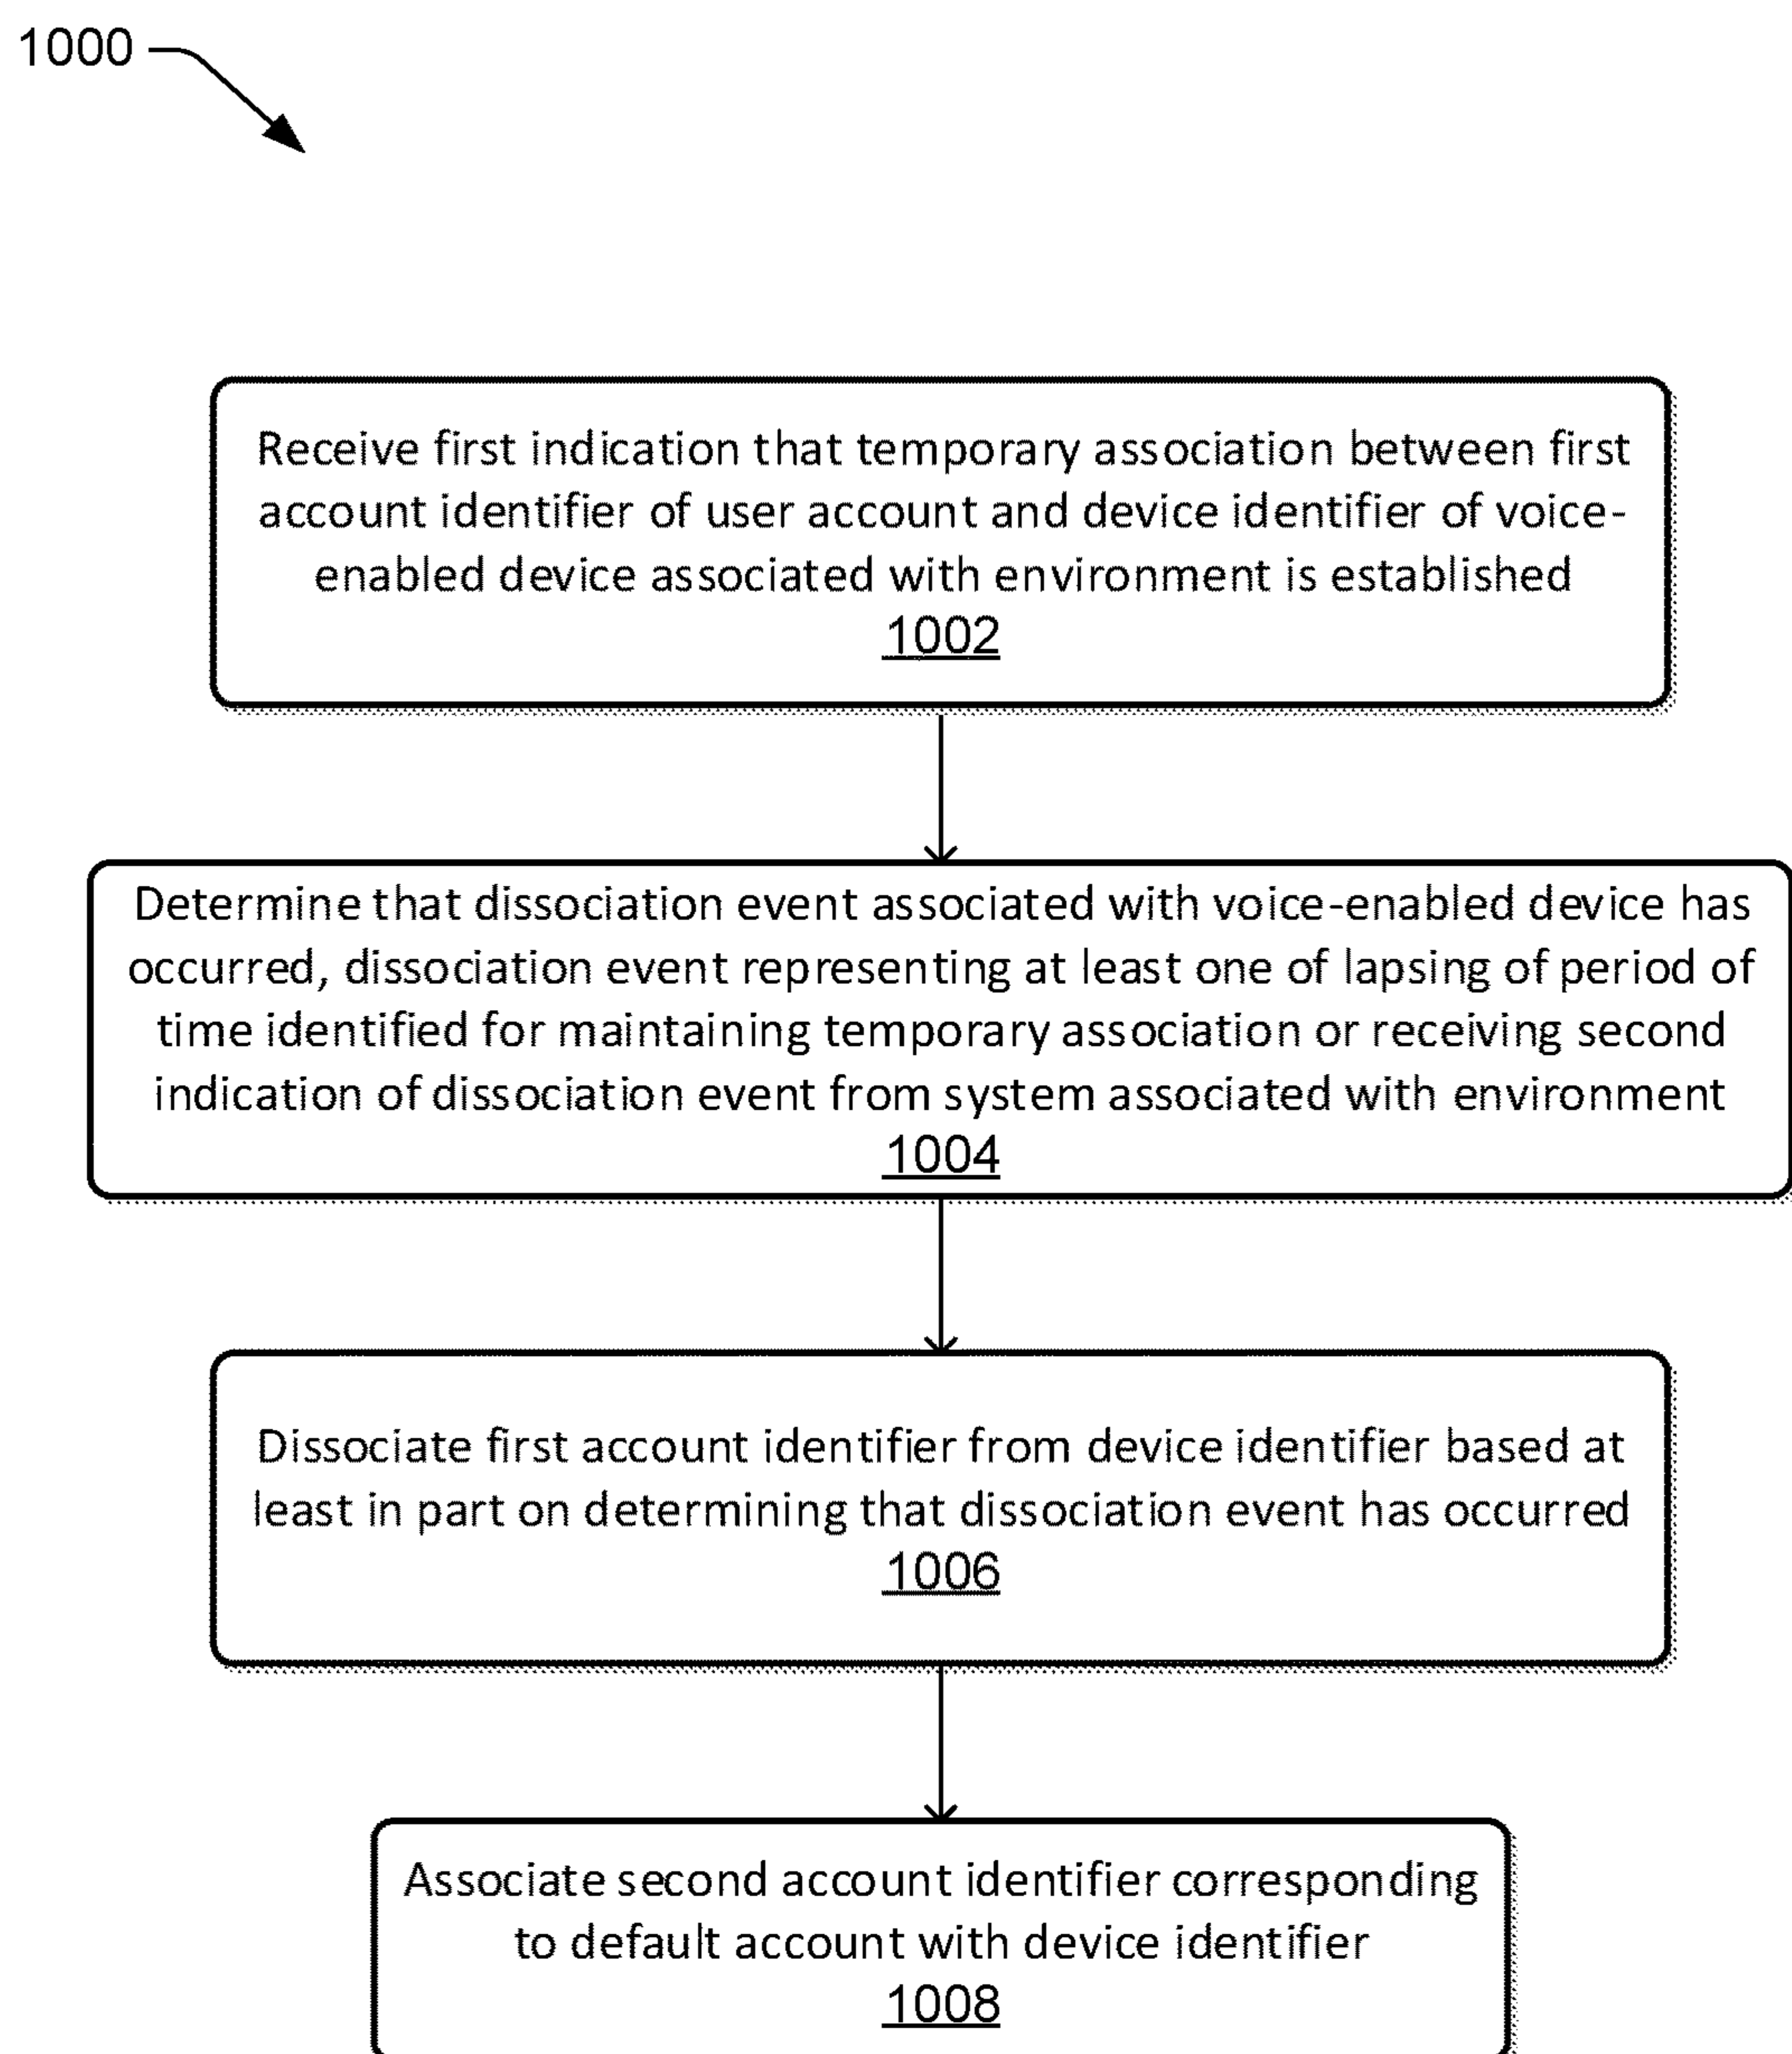 1000
Receive first indication that temporary association between first
account identifier of user account and device identifier of voice-
enabled device associated with environment is established
1002
Determine that dissociation event associated with voice-enabled device has
occurred, dissociation event representing at least one of lapsing of period of
time identified for maintaining temporary association or receiving second
indication of dissociation event from system associated with environment
1004
Dissociate first account identifier from device identifier based at
least in part on determining that dissociation event has occurred
1006
Associate second account identifier corresponding
to default account with device identifier
1008